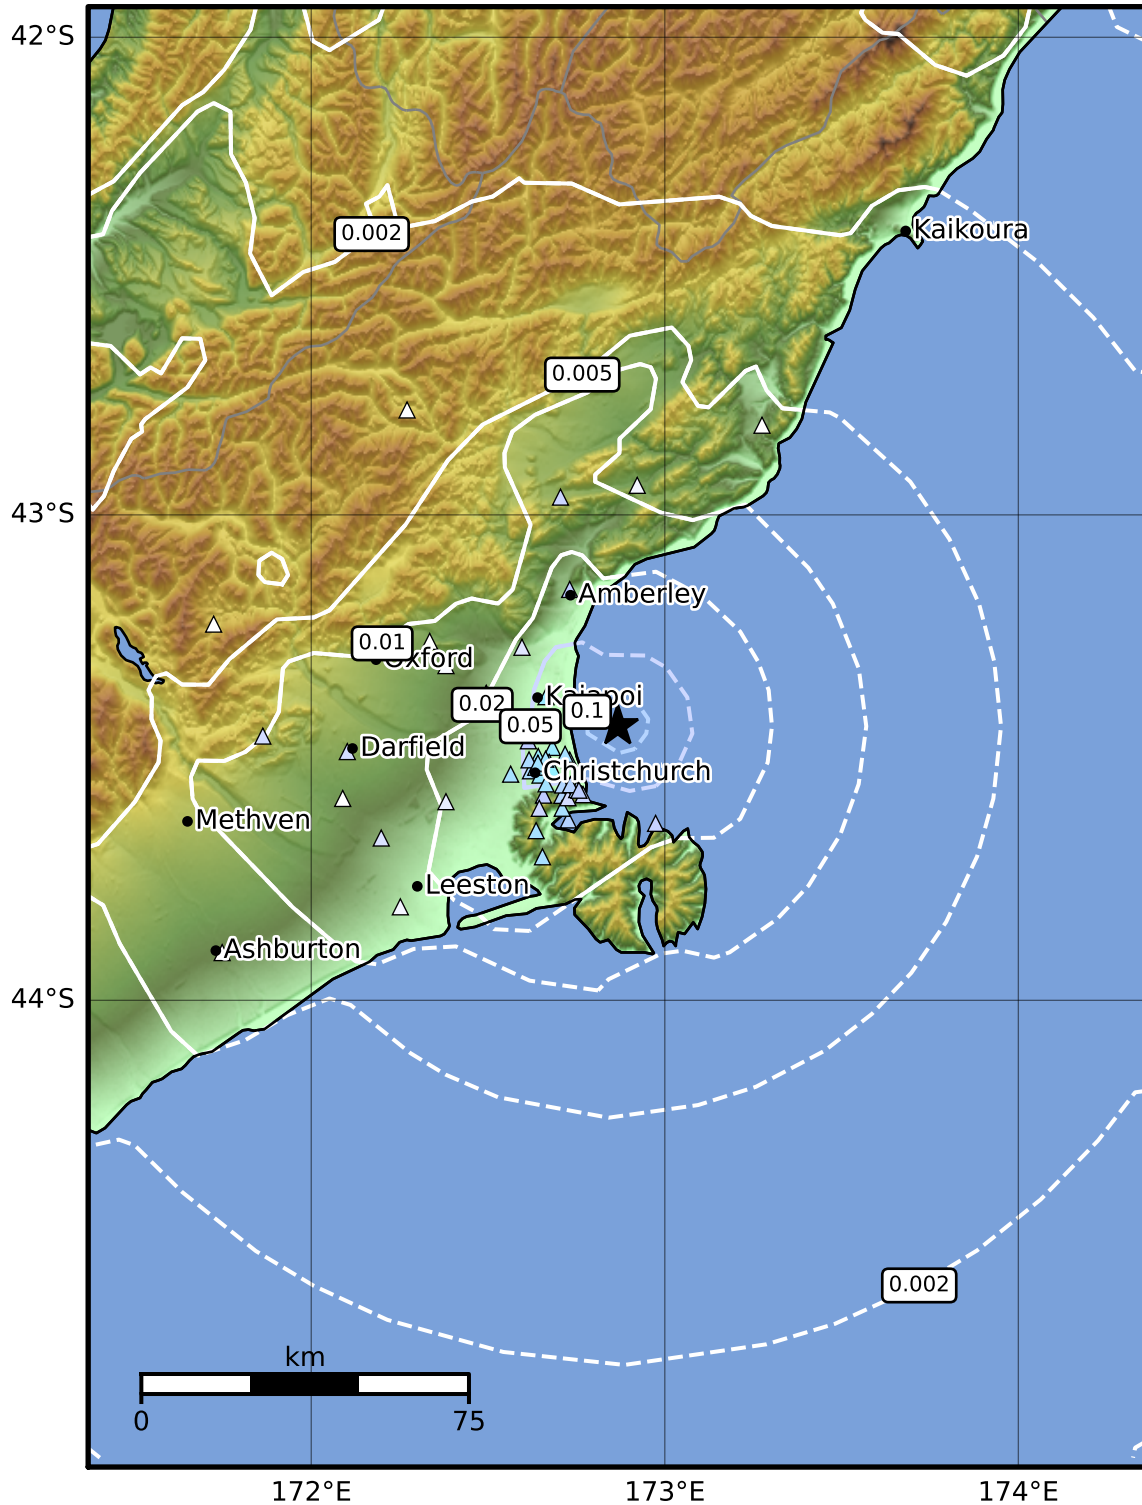 42°S
Kaikoura
0.002
0.005
43°S
Amberley
0.01
Oxford
Kaiapoi
0.02
0.1
0.05
Darfield
Christchurch
Methven
Leeston
Ashburton
44°S
0.002
km
0
75
172°E
173°E
174°E